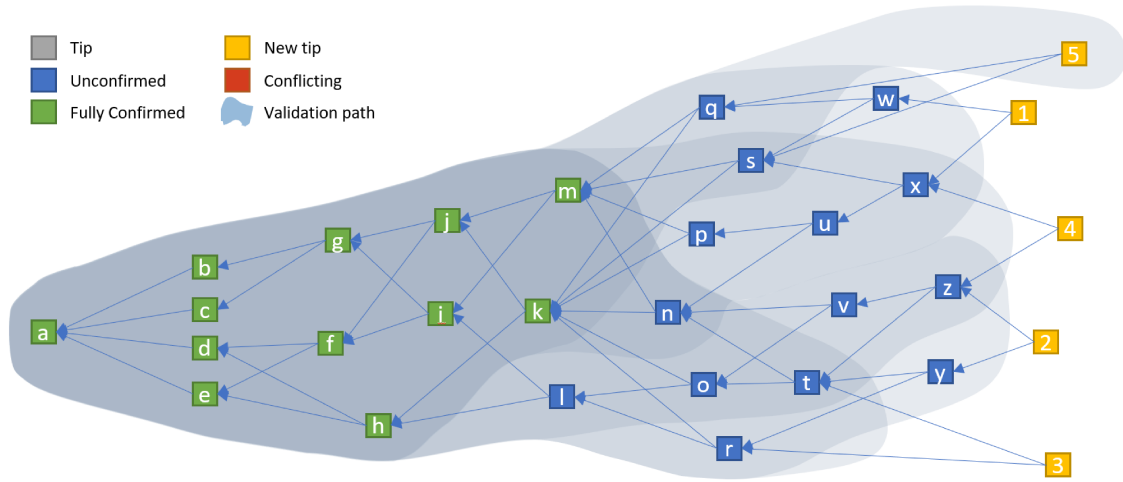 Tip
New tip
Unconfirmed
Conflicting
Fully Confirmed
Validation path
5
q
w
1
s
m
x
j
u
4
p
g
b
z
c
i
k
n
v
a
d
f
2
y
t
o
e
l
h
r
3